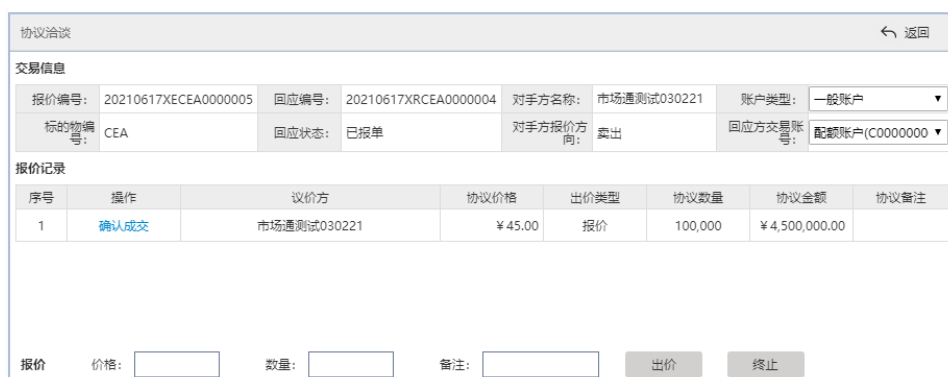 协议洽谈 返回
交易信息
报价编号: 20210617XECEA0000005 回应编号: 20210617XRCEA0000004 对手方名称: 市场通测试030221 账户类型: 一般账户
标的物编号: CEA 回应状态: 已报单 对手方报价方向: 卖出 回应方交易账号: 配额账户(C0000000
报价记录
序号 操作 议价方 协议价格 出价类型 协议数量 协议金额 协议备注
1 确认成交 市场通测试030221 ¥45.00 报价 100,000 ¥4,500,000.00
报价 价格: 数量: 备注: 出价 终止